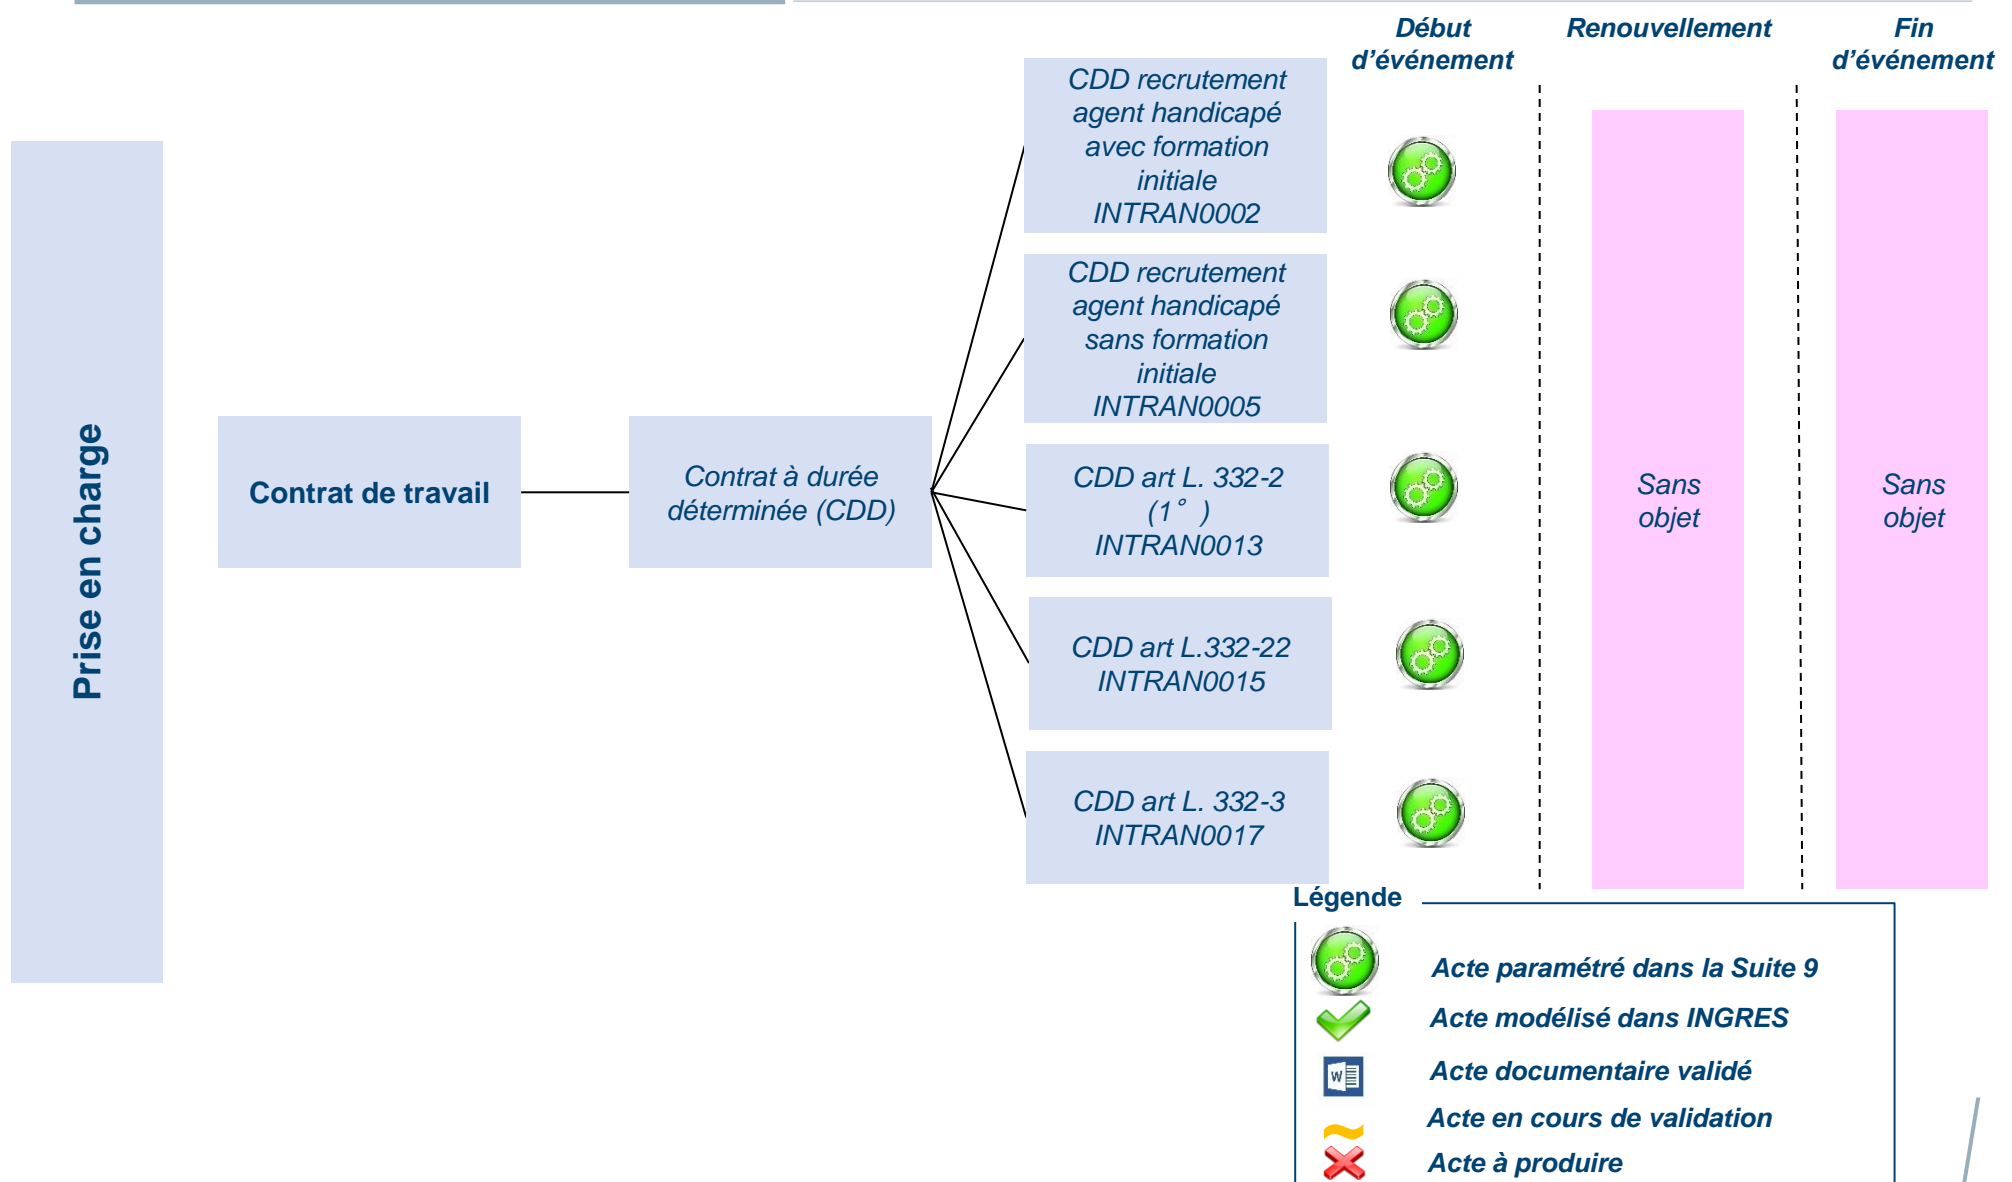 Début
d'événement
Renouvellement
Fin
d'événement
Prise en charge
Contrat de travail
Contrat à durée
déterminée (CDD)
CDD recrutement
agent handicapé
avec formation
initiale
INTRAN0002
CDD recrutement
agent handicapé
sans formation
initiale
INTRAN0005
CDD art L. 332-2
(1° )
INTRAN0013
CDD art L.332-22
INTRAN0015
CDD art L. 332-3
INTRAN0017
Sans
objet
Sans
objet
Légende
Acte paramétré dans la Suite 9
Acte modélisé dans INGRES
W
Acte documentaire validé
Acte en cours de validation
Acte à produire